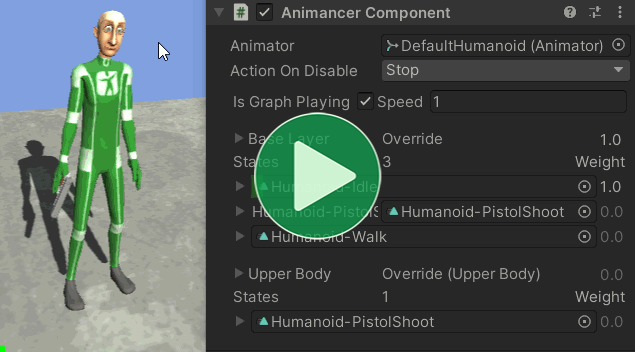 Animancer Component
Animator DefaultHumanoid (Animator)
Action On Disable Stop
Is Graph Playing Speed 1
Base Layer Override 1.0
States 3 Weight
Humanoid-Idle 1.0
Humanoid-PistolS Humanoid-PistolShoot 0.0
Humanoid-Walk 0.0
Upper Body Override (Upper Body) 0.0
States 1 Weight
Humanoid-PistolShoot 0.0